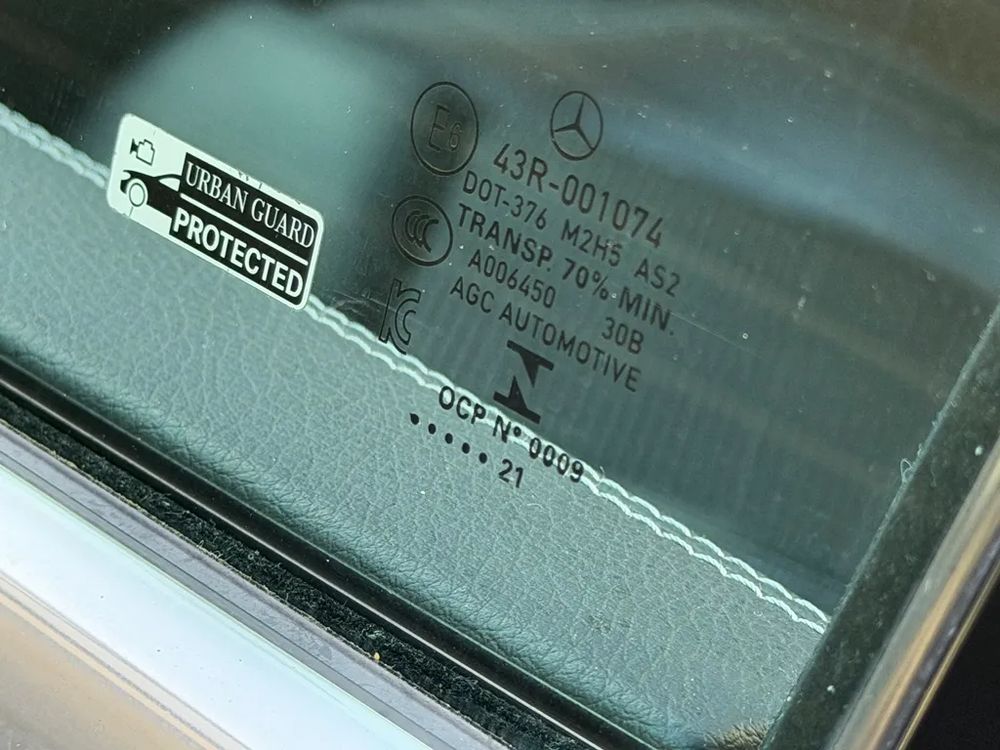 URBAN GUARD
PROTECTED
E6
43R-001074
DOT-376 M2H5 AS2
TRANSP. 70% MIN.
A006450 30B
AGC AUTOMOTIVE
OCP Nº 0009
..... 21